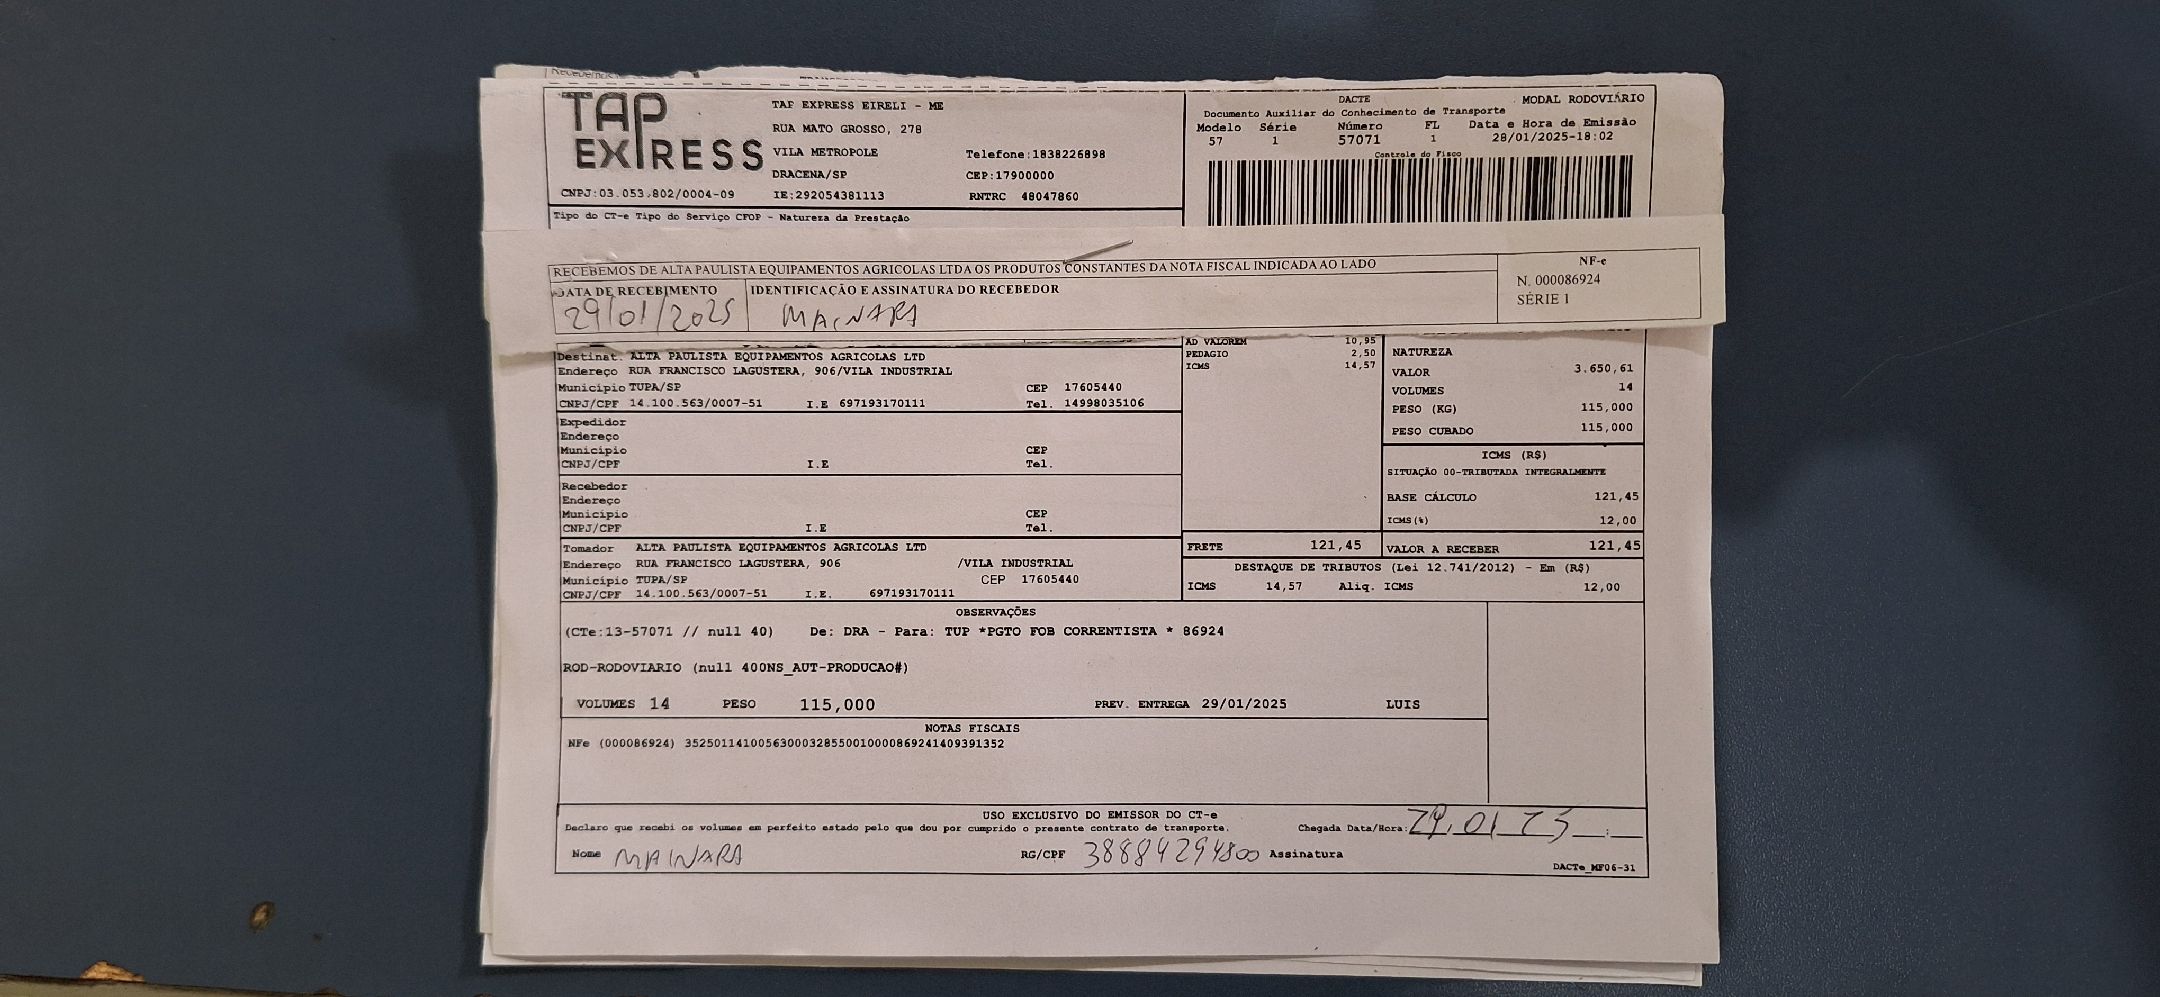 TAP EXPRESS
TAP EXPRESS EIRELI - ME
RUA MATO GROSSO, 278
VILA METROPOLE Telefone:1838226898
DRACENA/SP CEP:17900000
CNPJ:03.053.802/0004-09 IE:292054381113 RNTRC 48047860
DACTE MODAL RODOVIÁRIO
Documento Auxiliar do Conhecimento de Transporte
Modelo Série Número FL Data e Hora de Emissão
57 1 57071 1 28/01/2025-18:02
Controle do Fisco
Tipo do CT-e Tipo do Serviço CFOP - Natureza da Prestação
RECEBEMOS DE ALTA PAULISTA EQUIPAMENTOS AGRICOLAS LTDA OS PRODUTOS CONSTANTES DA NOTA FISCAL INDICADA AO LADO
NF-e
N. 000086924
SÉRIE 1
DATA DE RECEBIMENTO IDENTIFICAÇÃO E ASSINATURA DO RECEBEDOR
29/01/2025 MAINARA
Destinat. ALTA PAULISTA EQUIPAMENTOS AGRICOLAS LTD
Endereço RUA FRANCISCO LAGUSTERA, 906/VILA INDUSTRIAL
Município TUPA/SP CEP 17605440
CNPJ/CPF 14.100.563/0007-51 I.E 697193170111 Tel. 14998035106
AD VALOREM 10,95
PEDAGIO 2,50
ICMS 14,57
NATUREZA
VALOR 3.650,61
VOLUMES 14
PESO (KG) 115,000
PESO CUBADO 115,000
Expedidor
Endereço
Município CEP
CNPJ/CPF I.E Tel.
ICMS (R$)
SITUAÇÃO 00-TRIBUTADA INTEGRALMENTE
BASE CÁLCULO 121,45
ICMS(%) 12,00
Recebedor
Endereço
Município CEP
CNPJ/CPF I.E Tel.
Tomador ALTA PAULISTA EQUIPAMENTOS AGRICOLAS LTD
Endereço RUA FRANCISCO LAGUSTERA, 906 /VILA INDUSTRIAL
Município TUPA/SP CEP 17605440
CNPJ/CPF 14.100.563/0007-51 I.E. 697193170111
FRETE 121,45 VALOR A RECEBER 121,45
DESTAQUE DE TRIBUTOS (Lei 12.741/2012) - Em (R$)
ICMS 14,57 Aliq. ICMS 12,00
OBSERVAÇÕES
(CTe:13-57071 // null 40) De: DRA - Para: TUP *PGTO FOB CORRENTISTA * 86924
ROD-RODOVIARIO (null 400NS_AUT-PRODUCAO#)
VOLUMES 14 PESO 115,000 PREV. ENTREGA 29/01/2025 LUIS
NOTAS FISCAIS
NFe (000086924) 35250114100563000328550010000869241409391352
USO EXCLUSIVO DO EMISSOR DO CT-e
Declaro que recebi os volumes em perfeito estado pelo que dou por cumprido o presente contrato de transporte. Chegada Data/Hora: 29, 01 25 :
Nome MAINARA RG/CPF 38884294800 Assinatura
DACTe_MF06-31